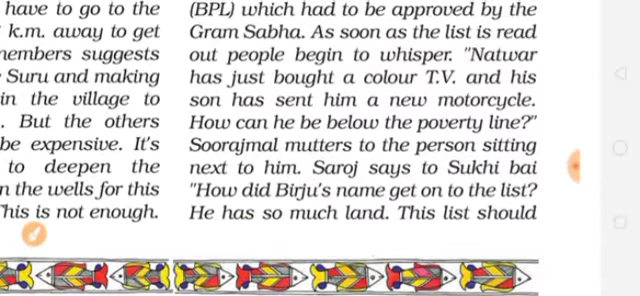 have to go to the
k.m. away to get
members suggests
Suru and making
in the village to
. But the others
be expensive. It's
to deepen the
n the wells for this
This is not enough.
(BPL) which had to be approved by the
Gram Sabha. As soon as the list is read
out people begin to whisper. "Natwar
has just bought a colour T.V. and his
son has sent him a new motorcycle.
How can he be below the poverty line?"
Soorajmal mutters to the person sitting
next to him. Saroj says to Sukhi bai
"How did Birju's name get on to the list?
He has so much land. This list should